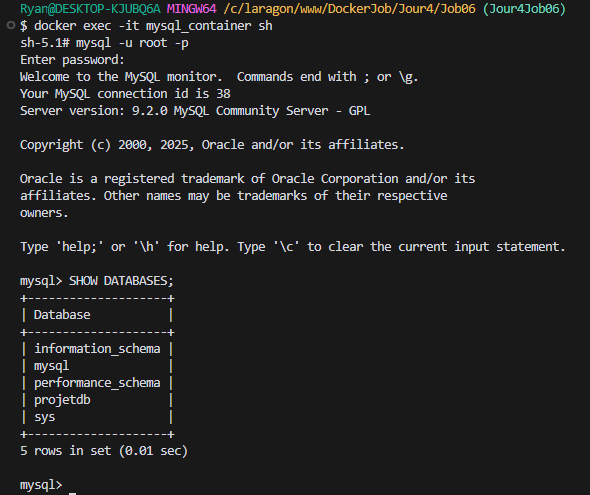 Ryan@DESKTOP-KJUBQ6A MINGW64 /c/laragon/www/DockerJob/Jour4/Job06 (Jour4Job06)
$ docker exec -it mysql_container sh
sh-5.1# mysql -u root -p
Enter password:
Welcome to the MySQL monitor.  Commands end with ; or \g.
Your MySQL connection id is 38
Server version: 9.2.0 MySQL Community Server - GPL

Copyright (c) 2000, 2025, Oracle and/or its affiliates.

Oracle is a registered trademark of Oracle Corporation and/or its
affiliates. Other names may be trademarks of their respective
owners.

Type 'help;' or '\h' for help. Type '\c' to clear the current input statement.

mysql> SHOW DATABASES;
+--------------------+
| Database           |
+--------------------+
| information_schema |
| mysql              |
| performance_schema |
| projetdb           |
| sys                |
+--------------------+
5 rows in set (0.01 sec)

mysql>